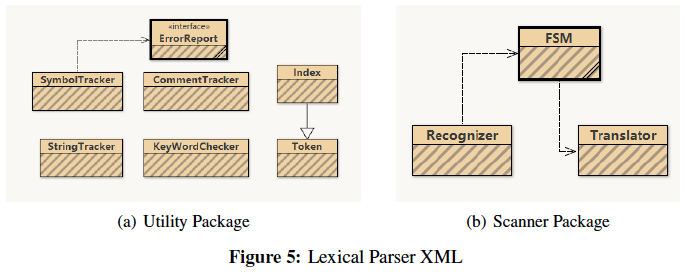 «interface»
ErrorReport
SymbolTracker
CommentTracker
Index
StringTracker
KeyWordChecker
Token
(a) Utility Package
FSM
Recognizer
Translator
(b) Scanner Package
Figure 5: Lexical Parser XML